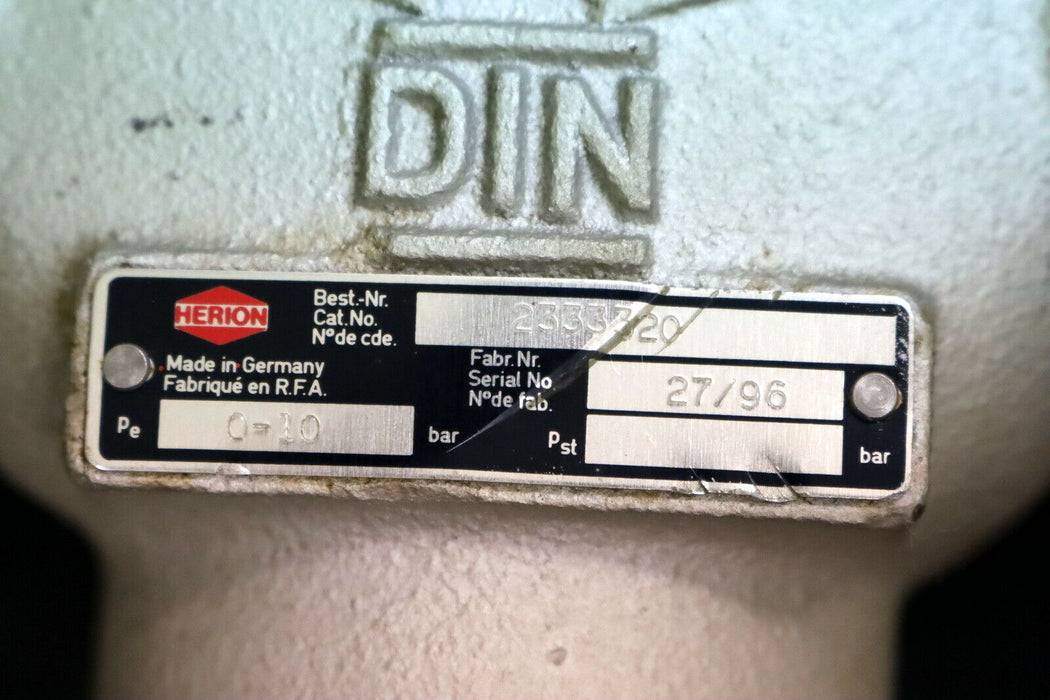 DIN
HERION
Best.-Nr.
Cat.No.
N° de cde.
2333320
Made in Germany
Fabriqué en R.F.A.
Fabr. Nr.
Serial No
N° de fab.
27/96
Pe
0-10
bar
Pst
bar